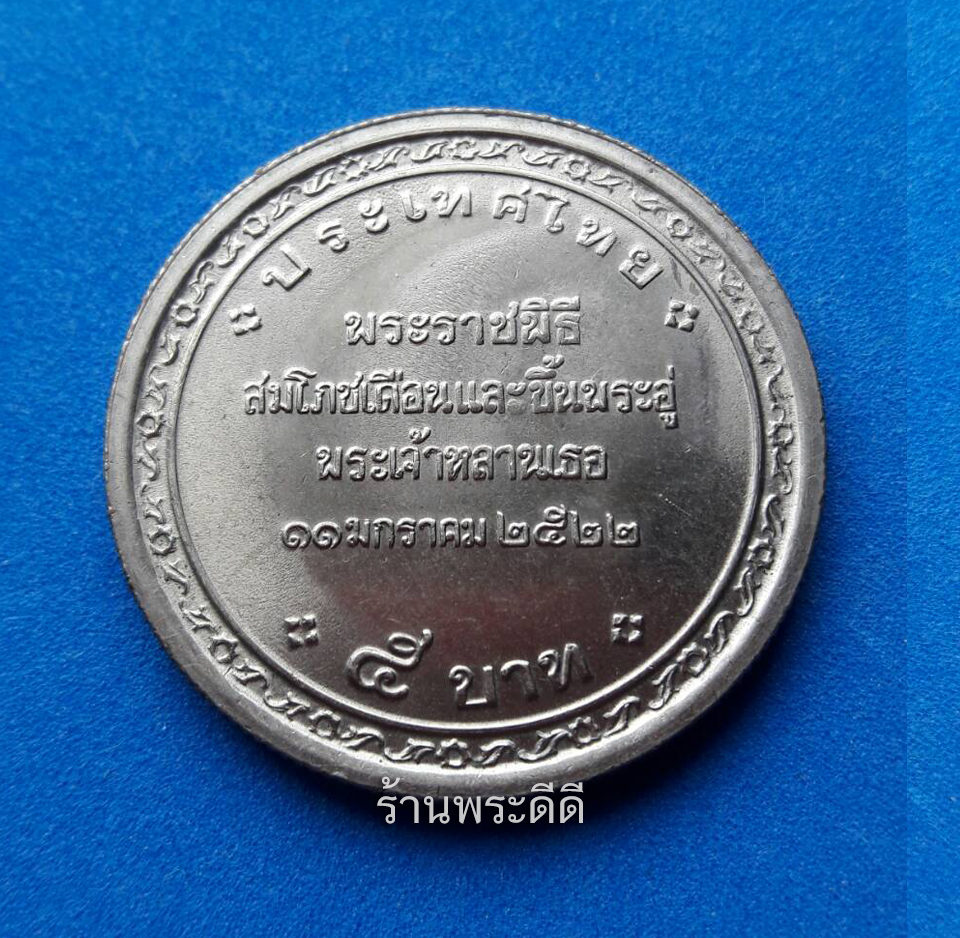 ประเทศไทย
พระราชพิธี
สมโภชเดือนและขึ้นพระอู่
พระเจ้าหลานเธอ
๑๑ มกราคม ๒๕๒๒
๕ บาท
ร้านพระดีดี